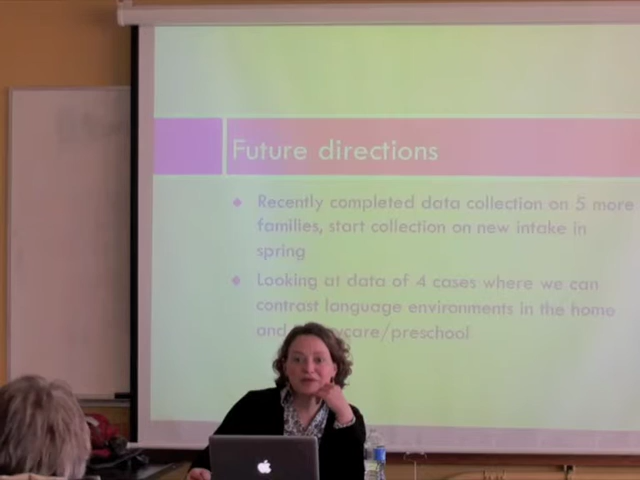 Future directions
Recently completed data collection on 5 more
families, start collection on new intake in
spring
Looking at data of 4 cases where we can
contrast language environments in the home
and /preschool